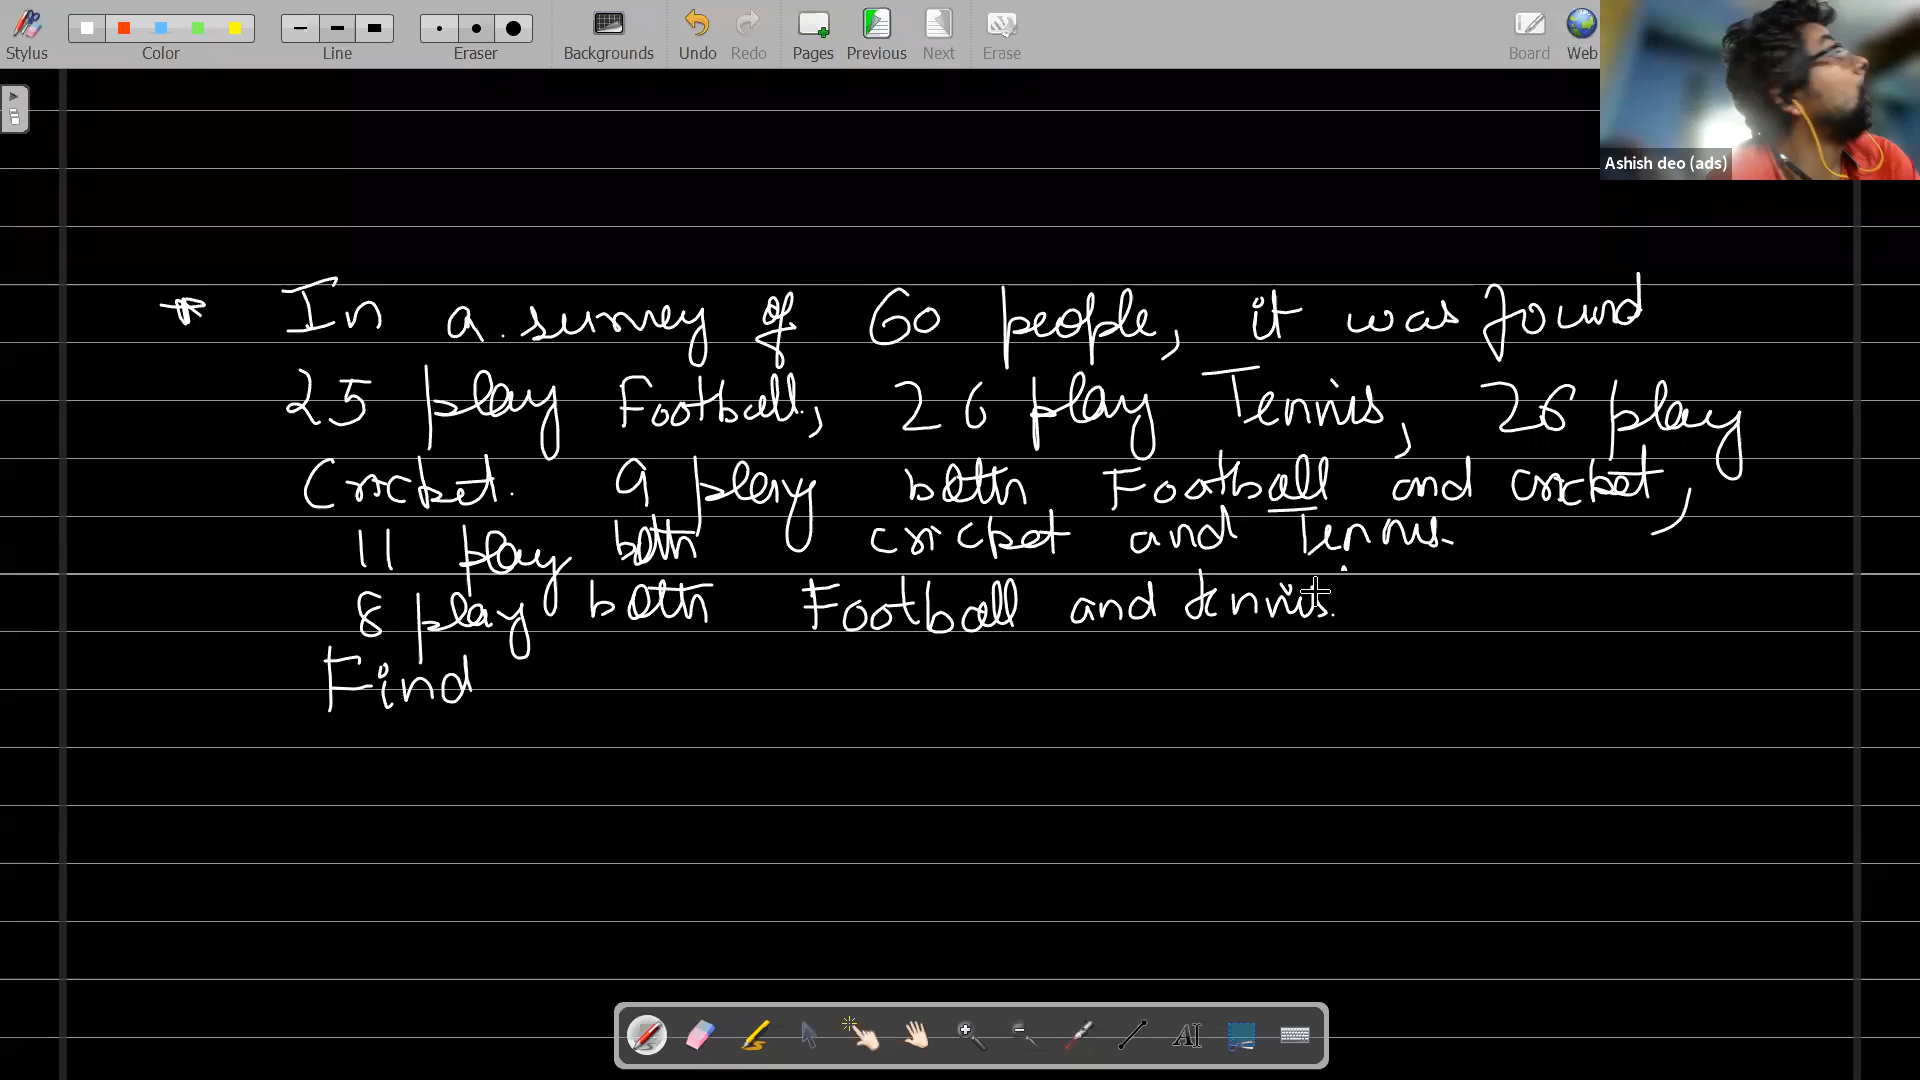 Stylus Color Line Eraser Backgrounds Undo Redo Pages Previous Next Erase Board Web
Ashish deo (ads)
* In a survey of 60 people, it was found
25 play Football, 26 play Tennis, 26 play
Cricket. 9 play both Football and cricket,
11 play both cricket and Tennis.
8 play both Football and tennis.
Find
AI